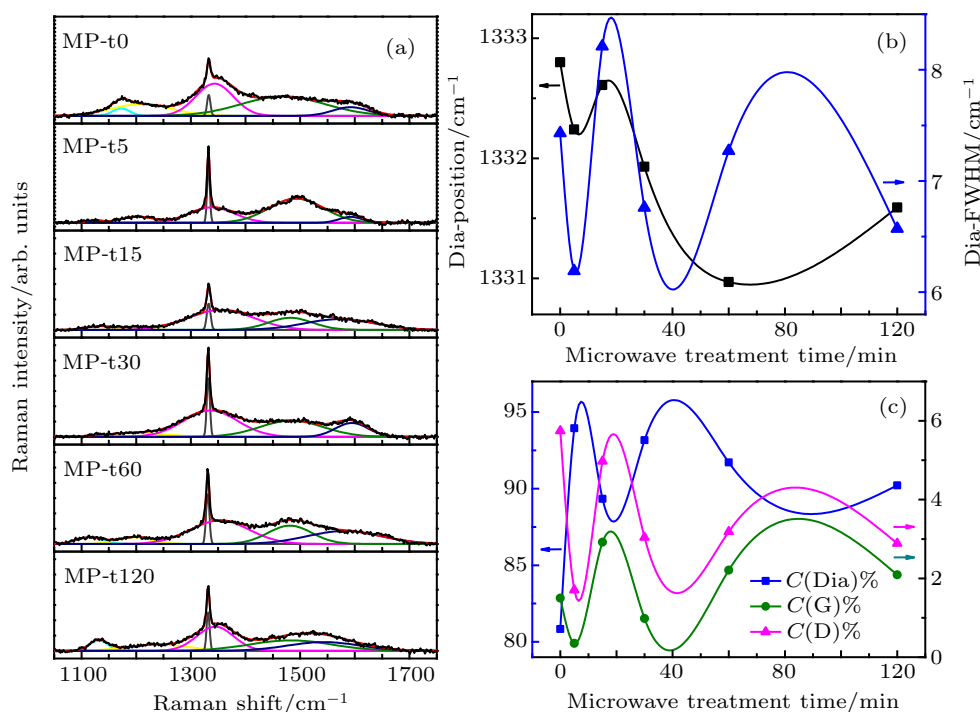 (a)
MP-t0
MP-t5
MP-t15
MP-t30
MP-t60
MP-t120
Raman intensity/arb. units
1100 1300 1500 1700
Raman shift/cm⁻¹
(b)
1333
1332
1331
Dia-position/cm⁻¹
8
7
6
Dia-FWHM/cm⁻¹
0 40 80 120
Microwave treatment time/min
(c)
95
90
85
80
6
4
2
0
C(Dia)%
C(G)%
C(D)%
0 40 80 120
Microwave treatment time/min